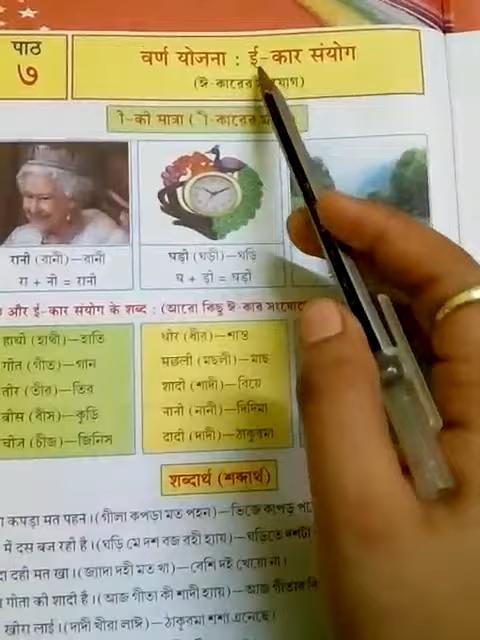 पाठ
७
वर्ण योजना : ई-कार संयोग
(ঈ-কারের
ी-की मात्रा ( ী-কারের
रानी (রানী)—রানী
रा + नी = रानी
घड़ी (ঘড়ী)—ঘড়ি
घ + ड़ी = घड़ी
और ई-कार संयोग के शब्द : (আরো কিছু ঈ-কার
हाथी (হাথী)—হাতি
गीत (গীত)—গান
तीर (তীর)—তির
बीस (বীস)—কুড়ি
चीज (চীজ)—জিনিস
धीर (ধীর)—শান্ত
मछली (মছলী)—মাছ
शादी (শাদী)—বিয়ে
नानी (নানী)—দিদিমা
दादी (দাদী)—ঠাকুরমা
शब्दार्थ (শব্দার্থ)
कपड़ा मत पहन। (গীলা কপড়া মত পহন)—ভিজে কাপড়
में दस बज रही है। (ঘড়ি মে দশ বজ রহী হ্যায়)—ঘড়িতে দশটা
दही मत खा। (জ্যাদা দহী মত খা)—বেশি দই খেয়ো না।
गीता की शादी है। (আজ গীতা কী শাদী হ্যায়)—আজ গীতার
खीरा लाई। (দাদী খীরা লাঈ)—ঠাকুরমা শশা এনেছে।